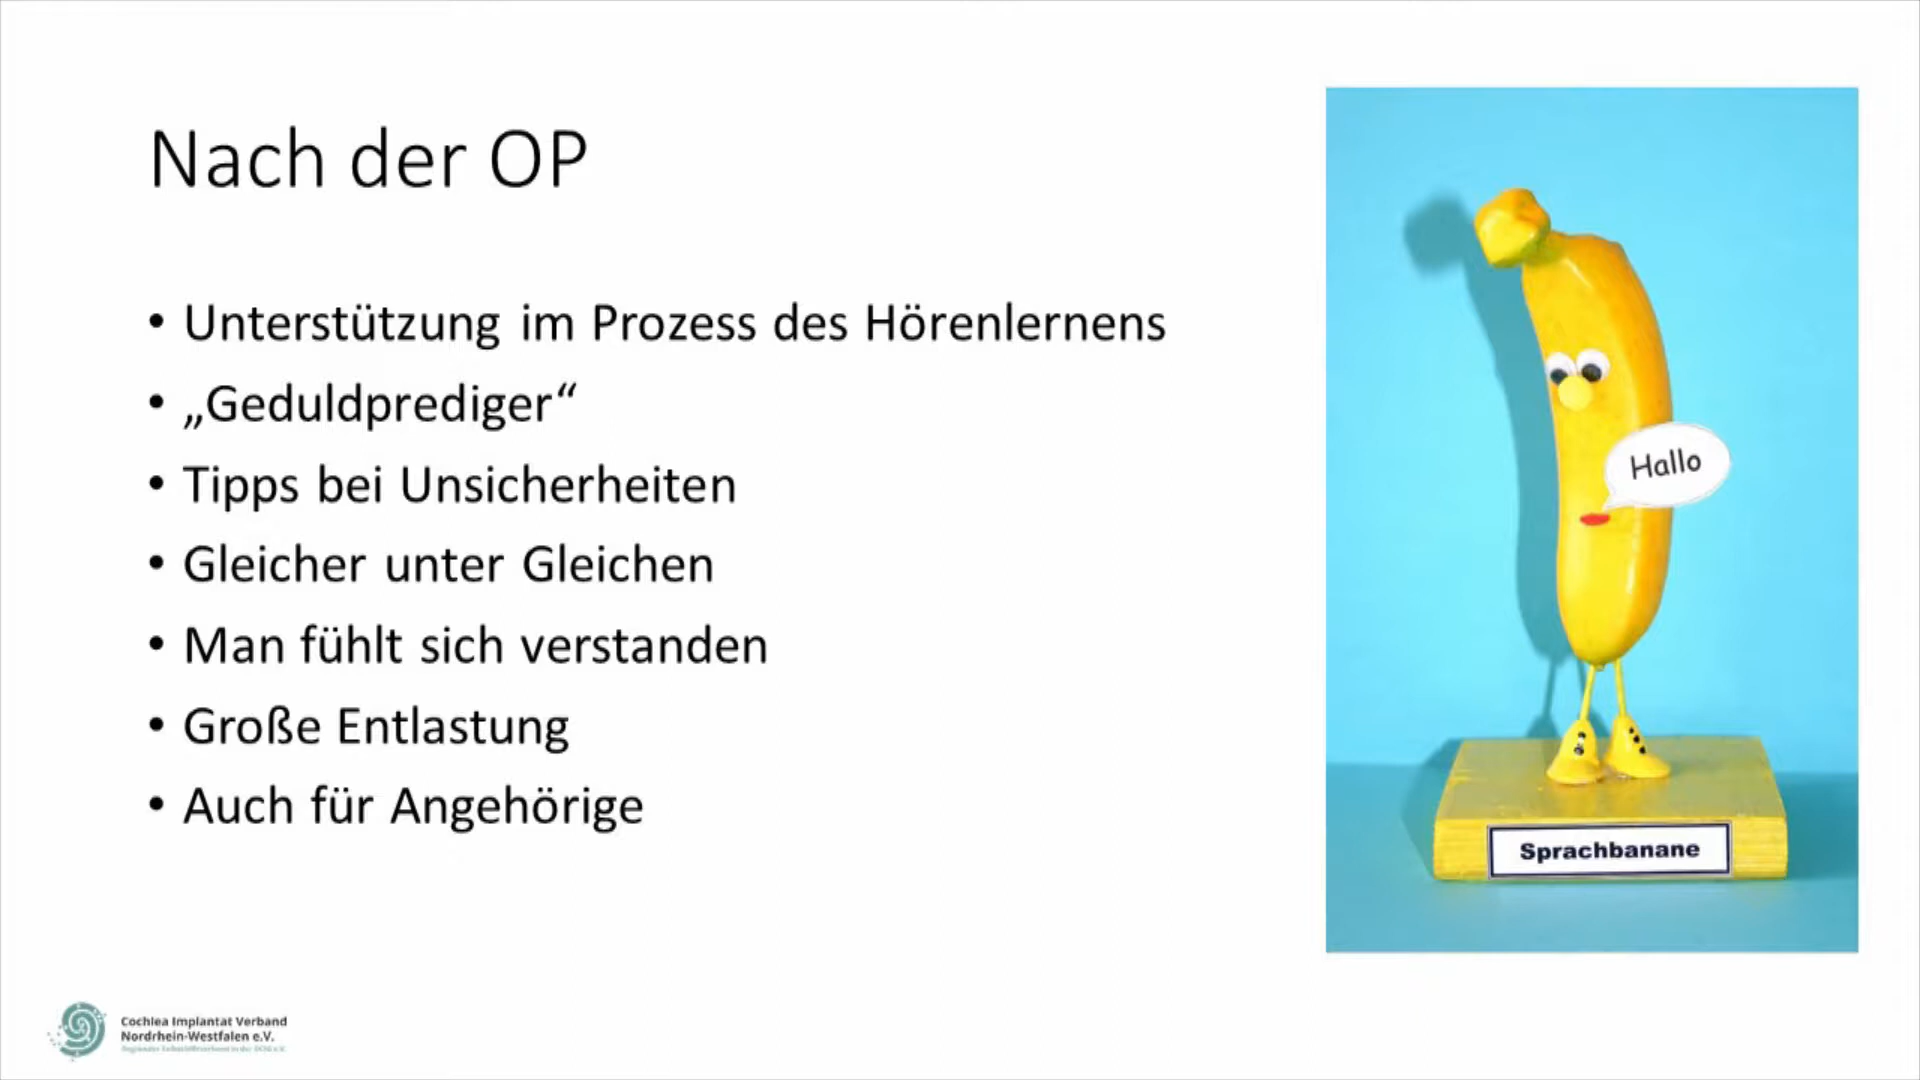 Nach der OP
• Unterstützung im Prozess des Hörenlernens
• „Geduldprediger“
• Tipps bei Unsicherheiten
• Gleicher unter Gleichen
• Man fühlt sich verstanden
• Große Entlastung
• Auch für Angehörige
Hallo
Sprachbanane
Cochlea Implantat Verband
Nordrhein-Westfalen e.V.